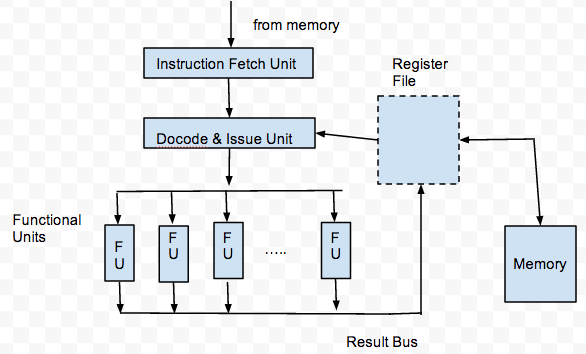 from memory
Instruction Fetch Unit
Register
File
Docode & Issue Unit
Functional
Units
F
U
F
U
F
U
.....
F
U
Memory
Result Bus